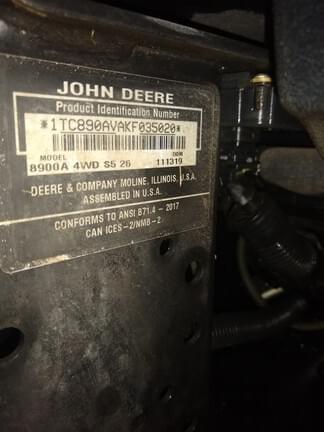 JOHN DEERE
Product Identification Number
*1TC890AVAKF035020*
MODEL DOM
8900A 4WD S5 26 111319
DEERE & COMPANY MOLINE, ILLINOIS, U.S.A.
ASSEMBLED IN U.S.A.
CONFORMS TO ANSI B71.4 - 2017
CAN ICES-2/NMB-2